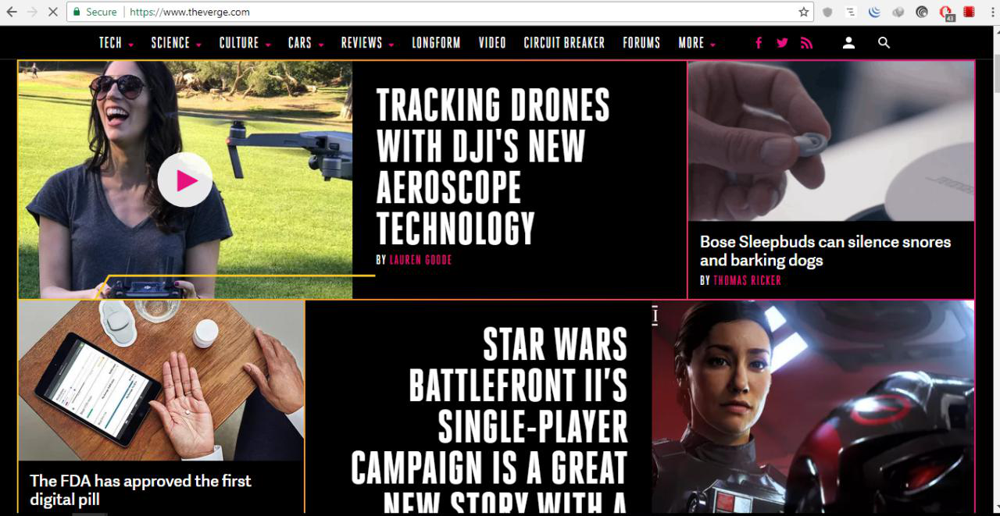 Secure https://www.theverge.com
43
TECH SCIENCE CULTURE CARS REVIEWS LONGFORM VIDEO CIRCUIT BREAKER FORUMS MORE
TRACKING DRONES
WITH DJI'S NEW
AEROSCOPE
TECHNOLOGY
BY LAUREN GOODE
Bose Sleepbuds can silence snores
and barking dogs
BY THOMAS RICKER
The FDA has approved the first
digital pill
STAR WARS
BATTLEFRONT II'S
SINGLE-PLAYER
CAMPAIGN IS A GREAT
NEW STORY WITH A
I